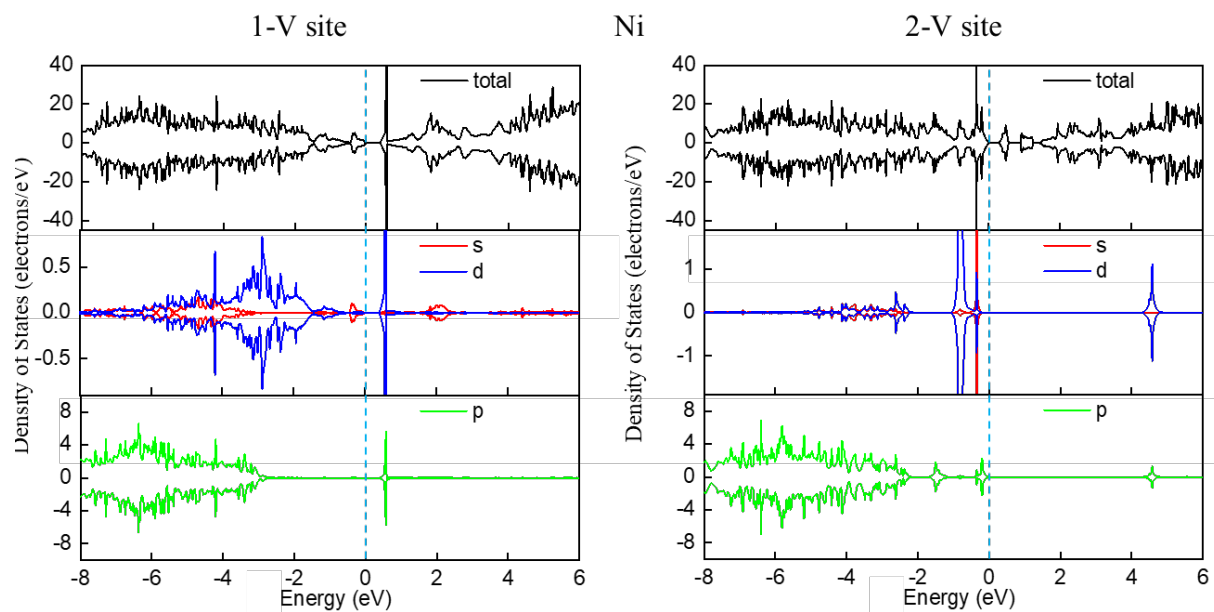 1-V site
Ni
2-V site
Density of States (electrons/eV)
40
20
0
-20
-40
total
0.5
0.0
-0.5
s
d
8
4
0
-4
-8
p
-8 -6 -4 -2 0 2 4 6
Energy (eV)
Density of States (electrons/eV)
40
20
0
-20
-40
total
1
0
-1
s
d
8
4
0
-4
-8
p
-8 -6 -4 -2 0 2 4 6
Energy (eV)